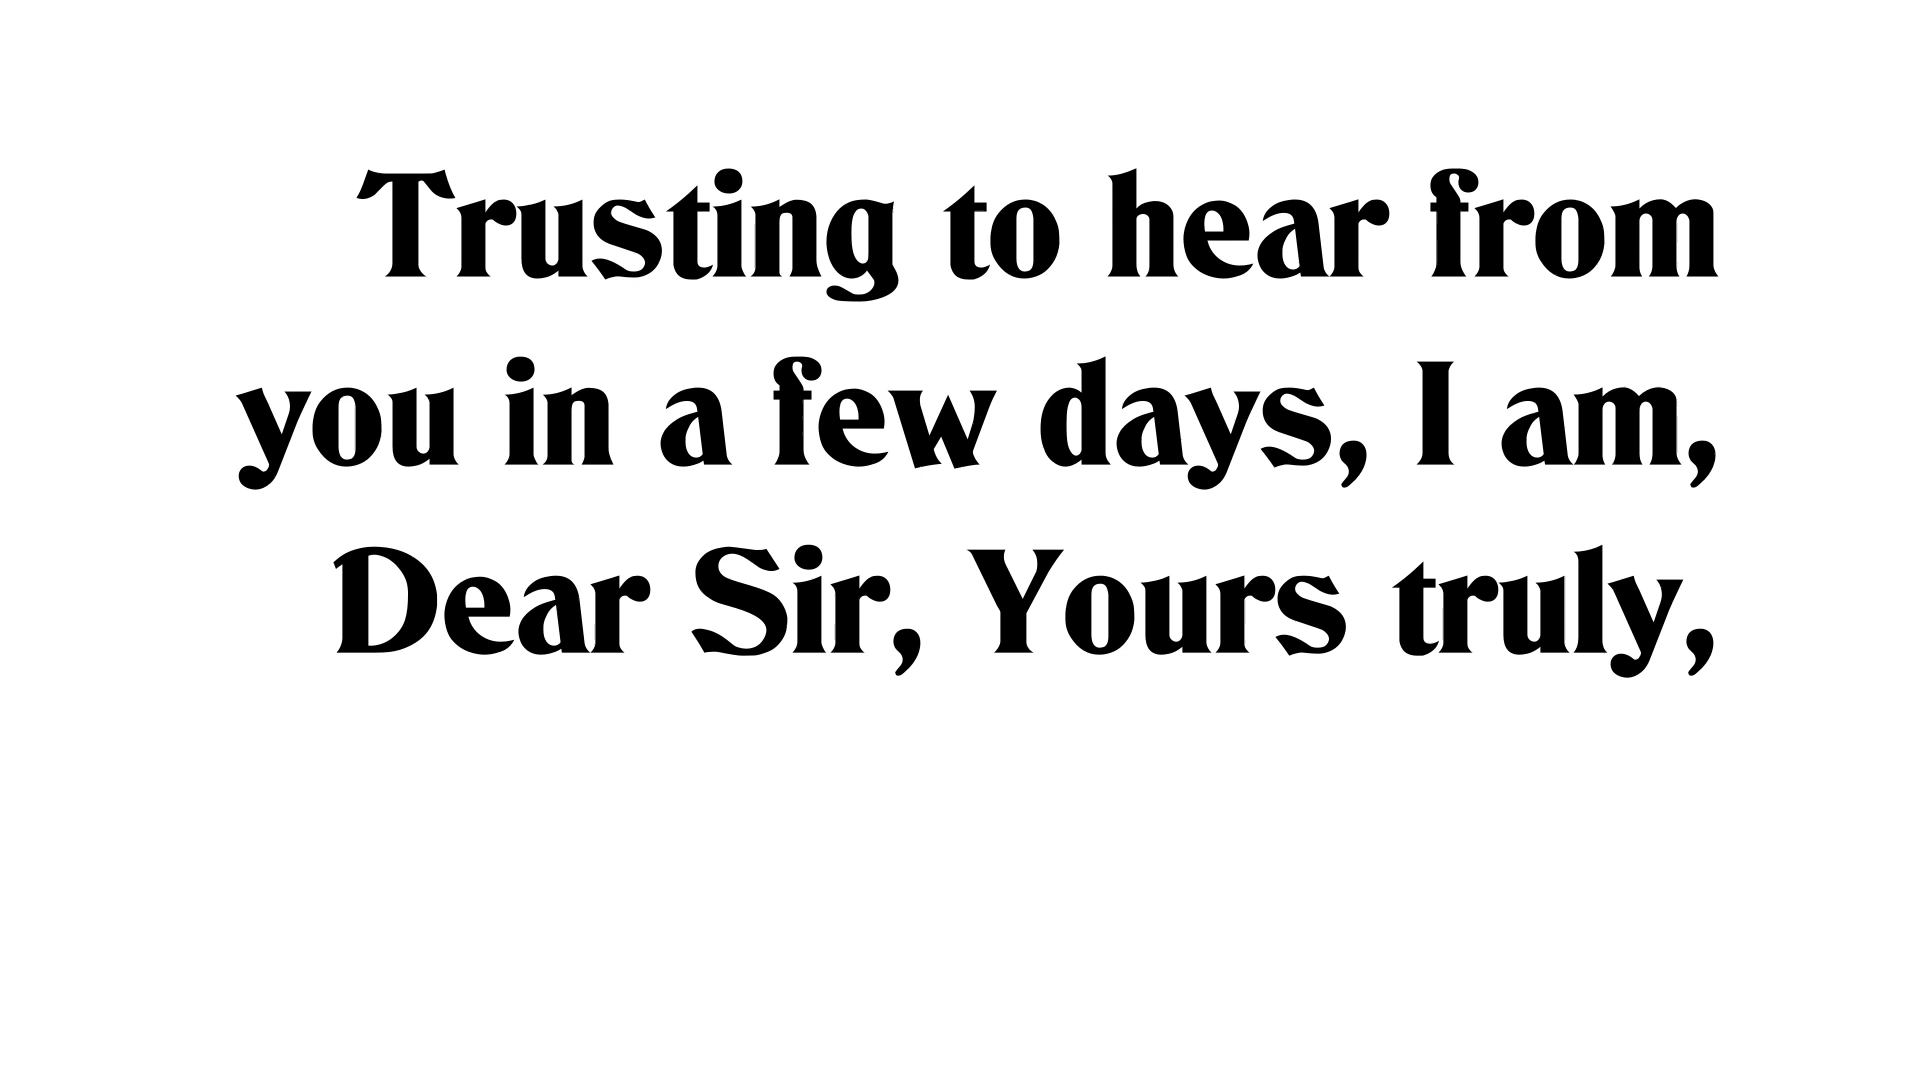 Trusting to hear from
you in a few days, I am,
Dear Sir, Yours truly,